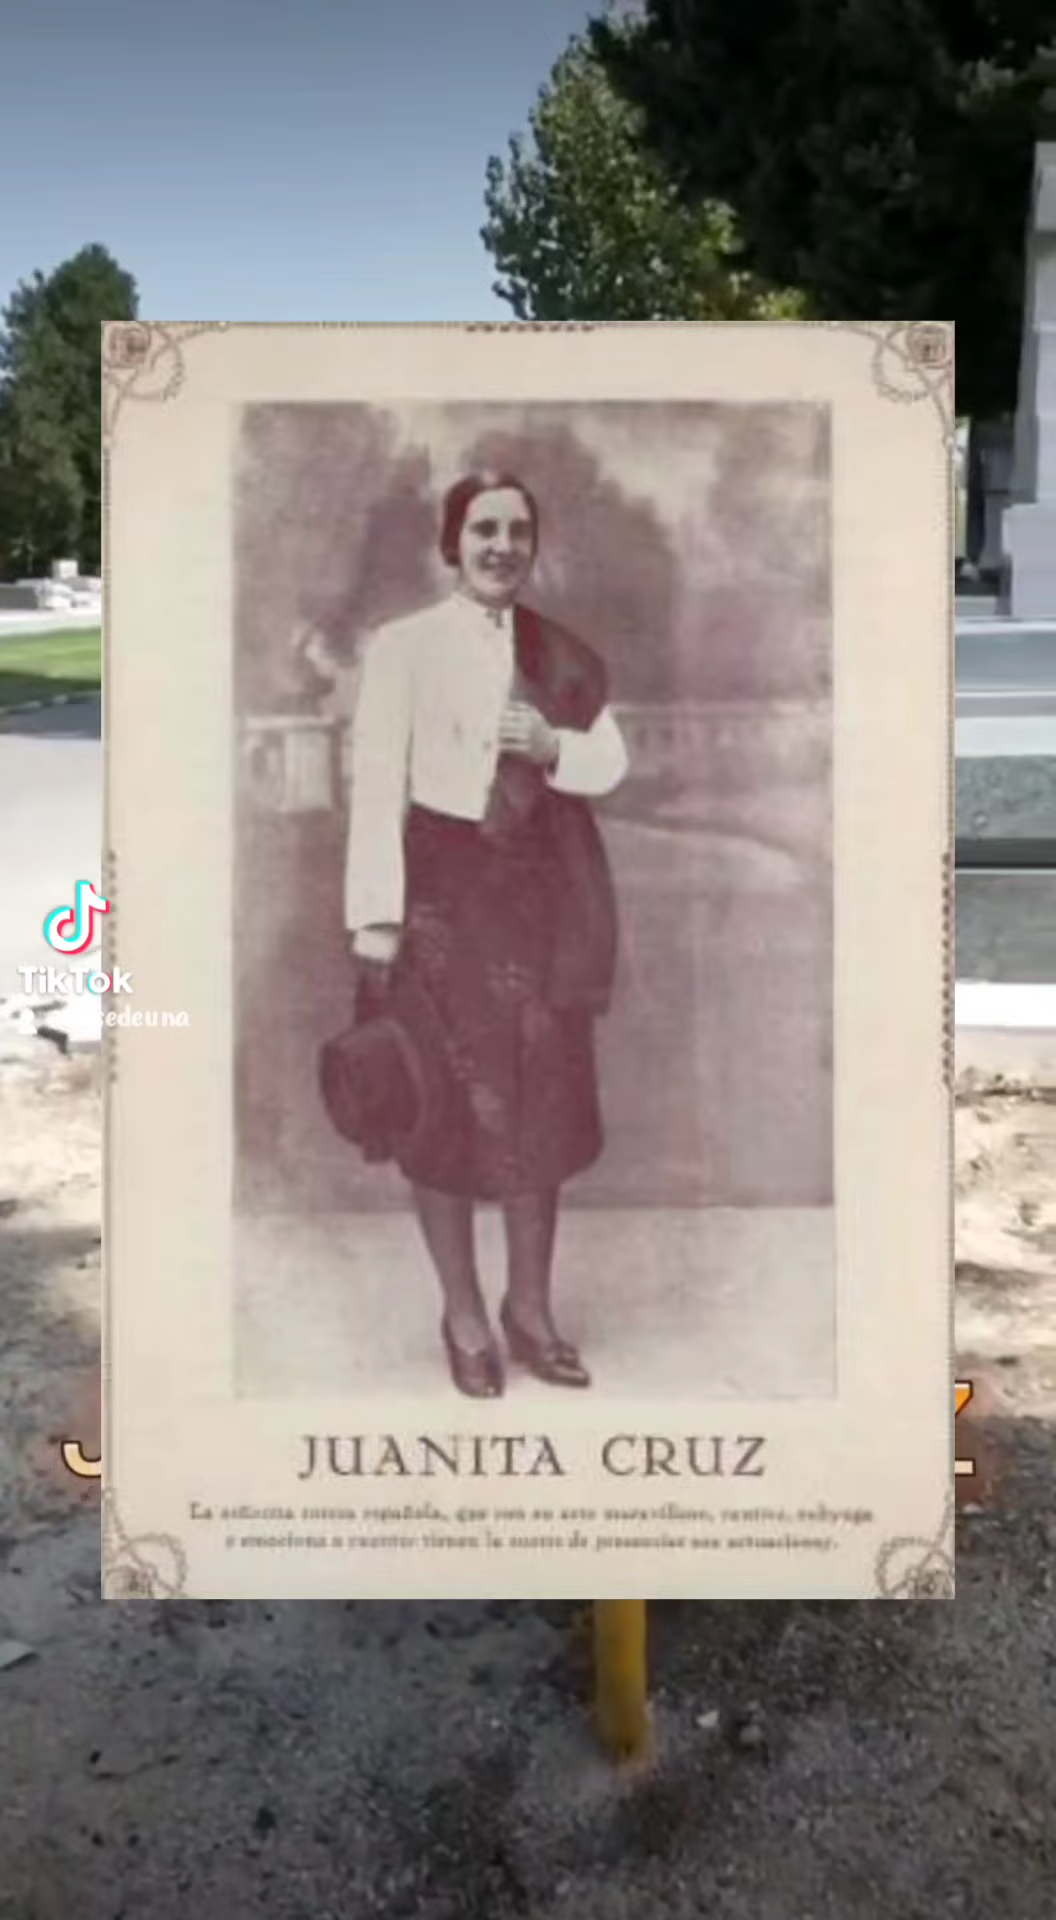 TikTok
JUANITA CRUZ
La señorita torera española, que con su arte maravilloso, cautiva, subyuga
y emociona a cuantos tienen la suerte de presenciar sus actuaciones.